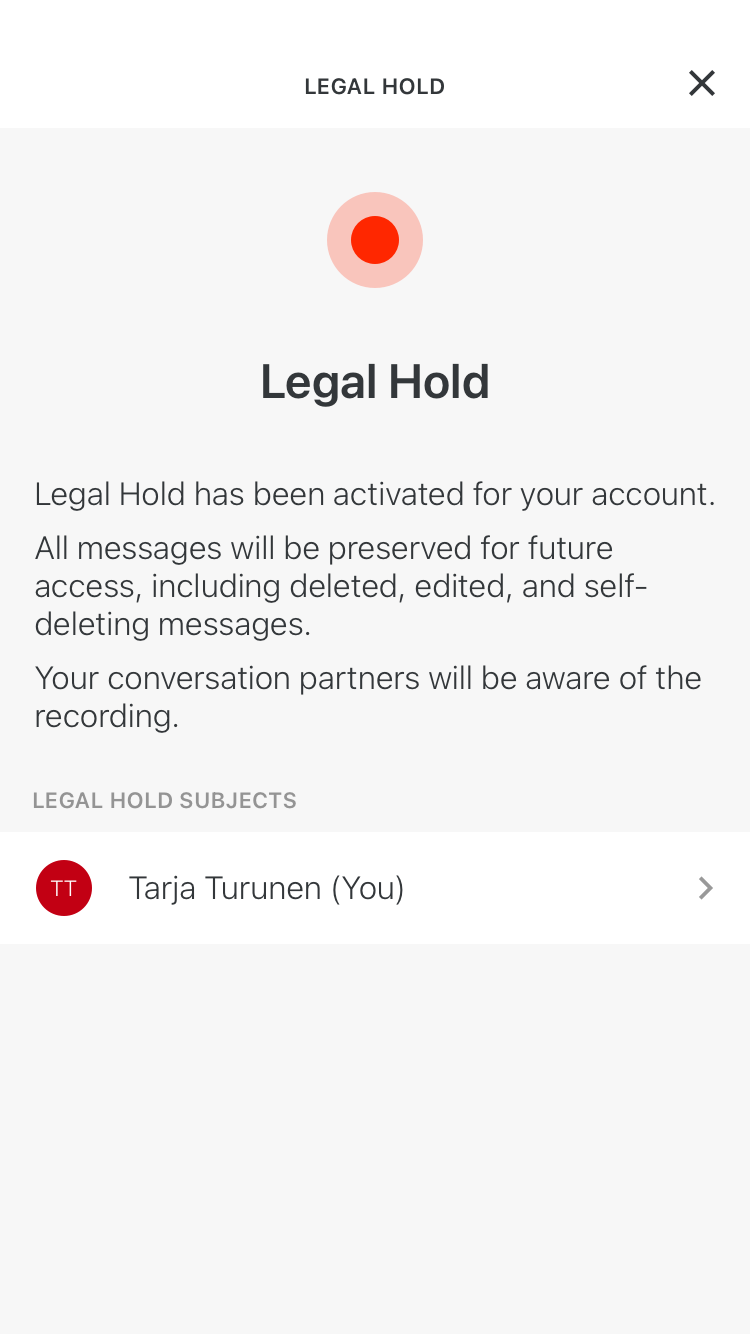 LEGAL HOLD
Legal Hold
Legal Hold has been activated for your account.
All messages will be preserved for future
access, including deleted, edited, and self-
deleting messages.
Your conversation partners will be aware of the
recording.
LEGAL HOLD SUBJECTS
TT Tarja Turunen (You)